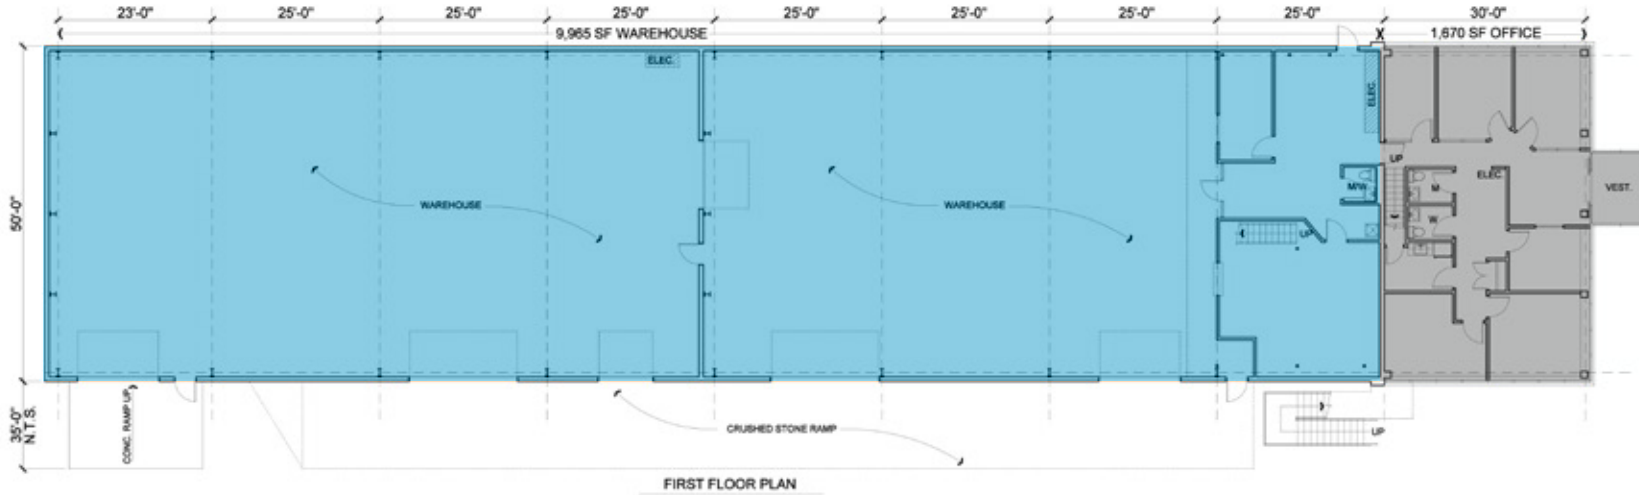 23'-0" 25'-0" 25'-0" 25'-0" 25'-0" 25'-0" 25'-0" 25'-0" 30'-0"
9,965 SF WAREHOUSE 1,670 SF OFFICE
ELEC.
ELEC.
UP
ELEC.
M/W
M
VEST.
50'-0"
WAREHOUSE
WAREHOUSE
W
UP
35'-0"
N.T.S.
CONC. RAMP UP
CRUSHED STONE RAMP
UP
FIRST FLOOR PLAN